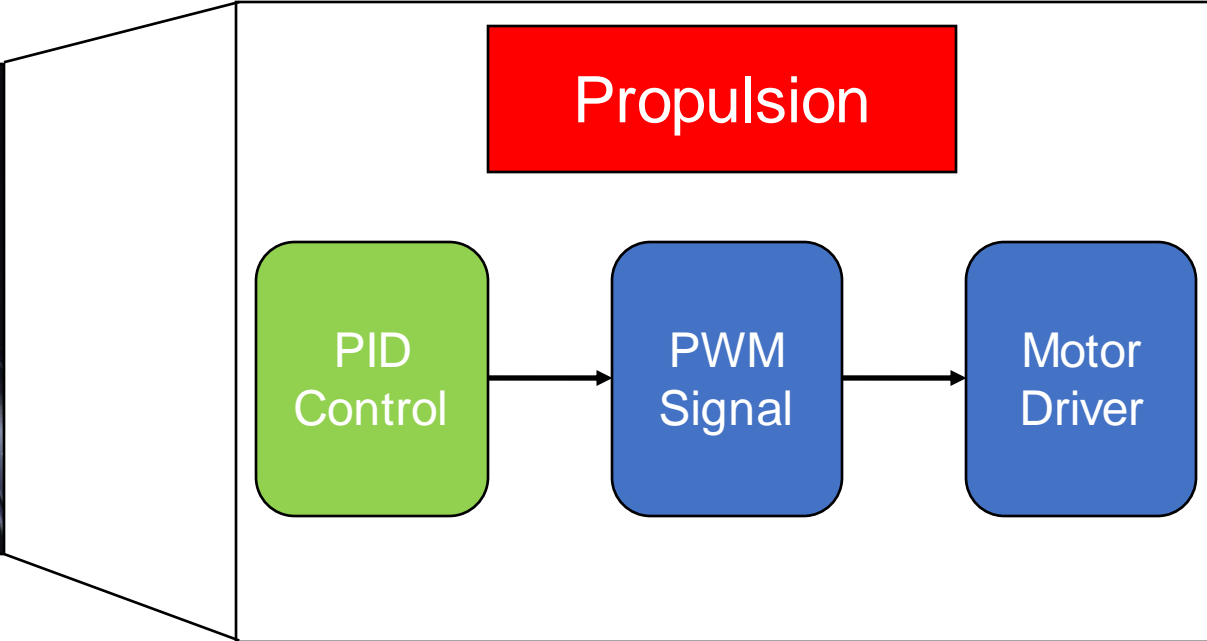 Propulsion
PID
Control
PWM
Signal
Motor
Driver